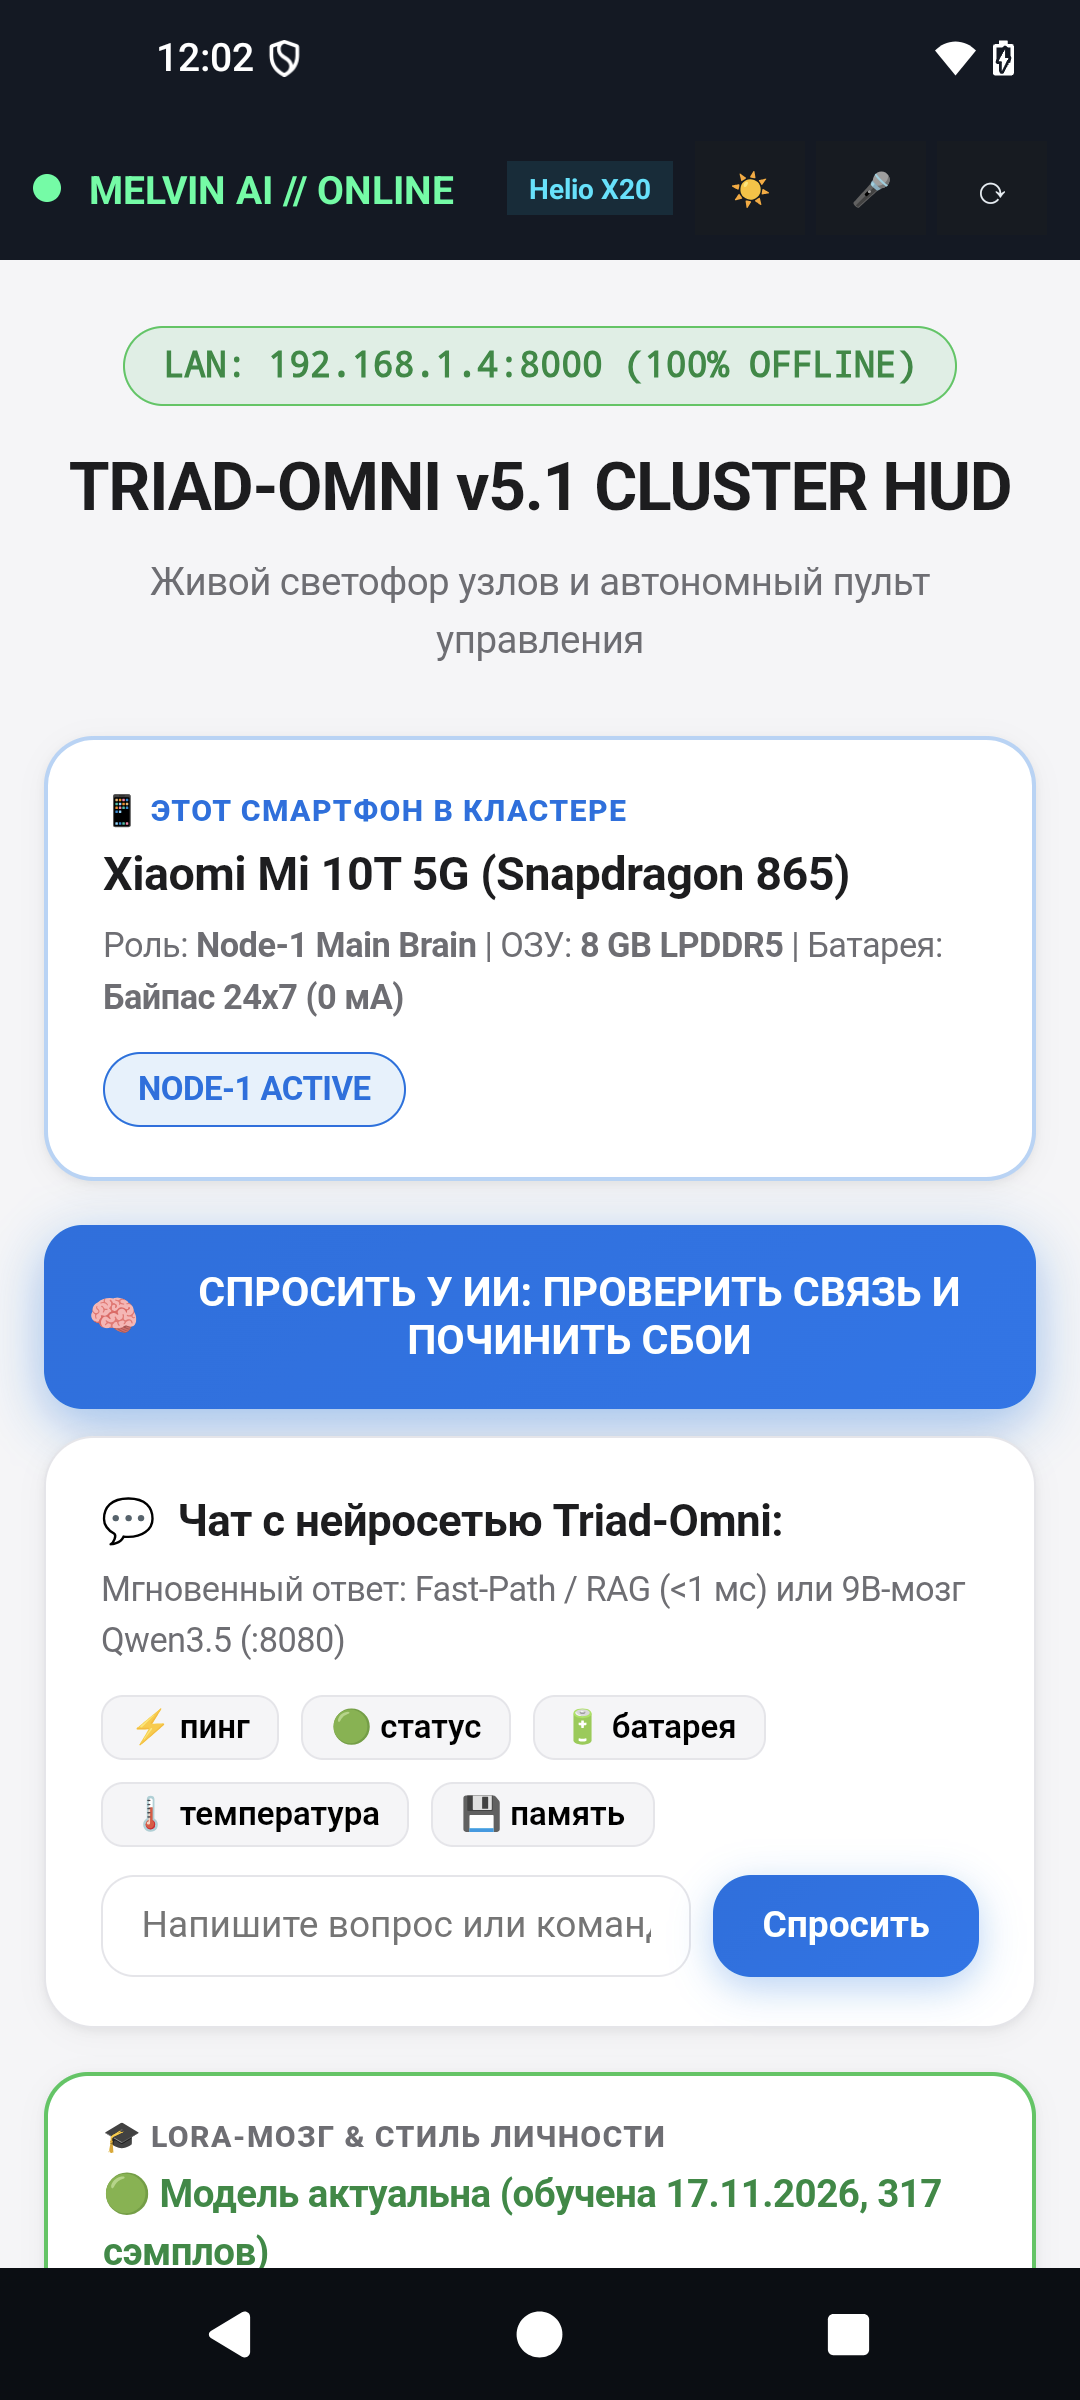 12:02
MELVIN AI // ONLINE
Helio X20
LAN: 192.168.1.4:8000 (100% OFFLINE)
TRIAD-OMNI v5.1 CLUSTER HUD
Живой светофор узлов и автономный пульт
управления
ЭТОТ СМАРТФОН В КЛАСТЕРЕ
Xiaomi Mi 10T 5G (Snapdragon 865)
Роль: Node-1 Main Brain | ОЗУ: 8 GB LPDDR5 | Батарея:
Байпас 24x7 (0 мА)
NODE-1 ACTIVE
СПРОСИТЬ У ИИ: ПРОВЕРИТЬ СВЯЗЬ И
ПОЧИНИТЬ СБОИ
Чат с нейросетью Triad-Omni:
Мгновенный ответ: Fast-Path / RAG (<1 мс) или 9B-мозг
Qwen3.5 (:8080)
пинг
статус
батарея
температура
память
Напишите вопрос или коман
Спросить
LORA-МОЗГ & СТИЛЬ ЛИЧНОСТИ
Модель актуальна (обучена 17.11.2026, 317
сэмплов)